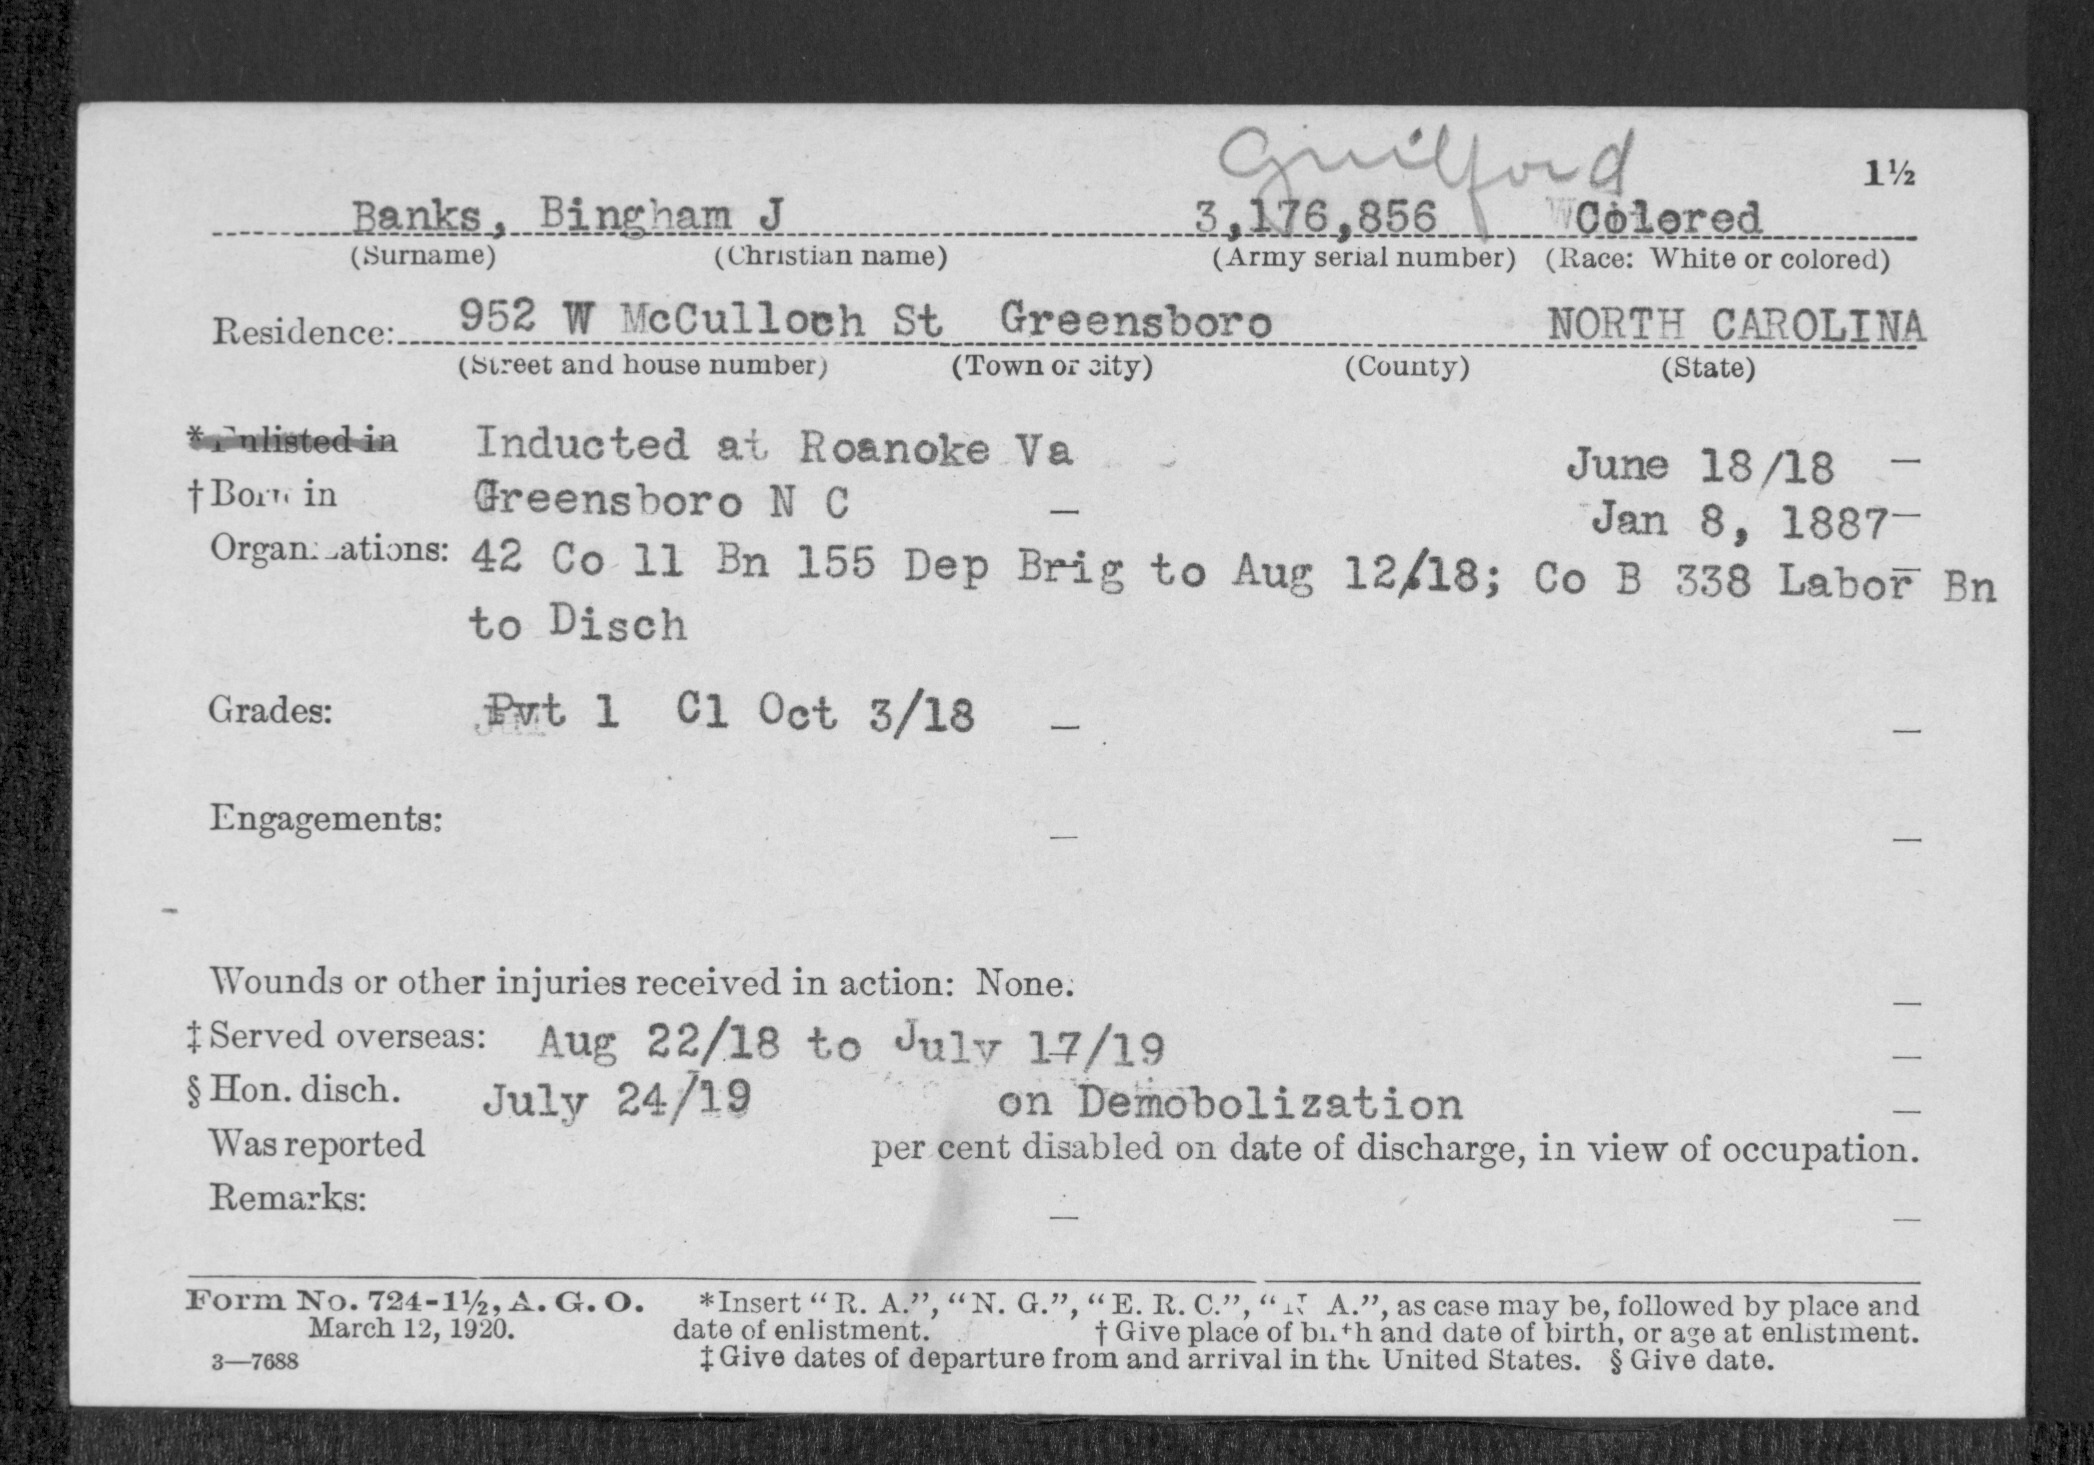 Guilford
1½
Banks, Bingham J 3,176,856 Colored
(Surname) (Christian name) (Army serial number) (Race: White or colored)
Residence: 952 W McCulloch St Greensboro NORTH CAROLINA
(Street and house number) (Town or city) (County) (State)
*Enlisted in Inducted at Roanoke Va June 18/18 —
†Born in Greensboro N C — Jan 8, 1887—
Organizations: 42 Co 11 Bn 155 Dep Brig to Aug 12/18; Co B 338 Labor Bn
to Disch
Grades: Pvt 1 Cl Oct 3/18 — —
Engagements: — —
Wounds or other injuries received in action: None. —
‡Served overseas: Aug 22/18 to July 17/19 —
§Hon. disch. July 24/19 on Demobolization —
Was reported per cent disabled on date of discharge, in view of occupation.
Remarks: — —
Form No. 724-1½, A. G. O. *Insert "R. A.", "N. G.", "E. R. C.", "N. A.", as case may be, followed by place and
March 12, 1920. date of enlistment. †Give place of birth and date of birth, or age at enlistment.
3—7688 ‡Give dates of departure from and arrival in the United States. §Give date.